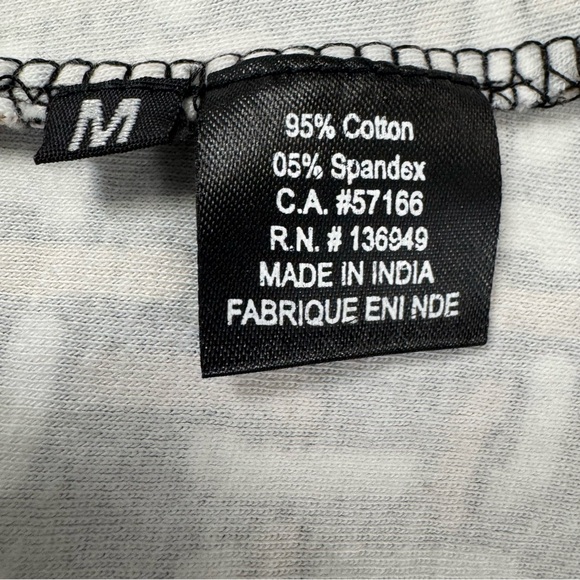 M
95% Cotton
05% Spandex
C.A. #57166
R.N. # 136949
MADE IN INDIA
FABRIQUE ENI NDE